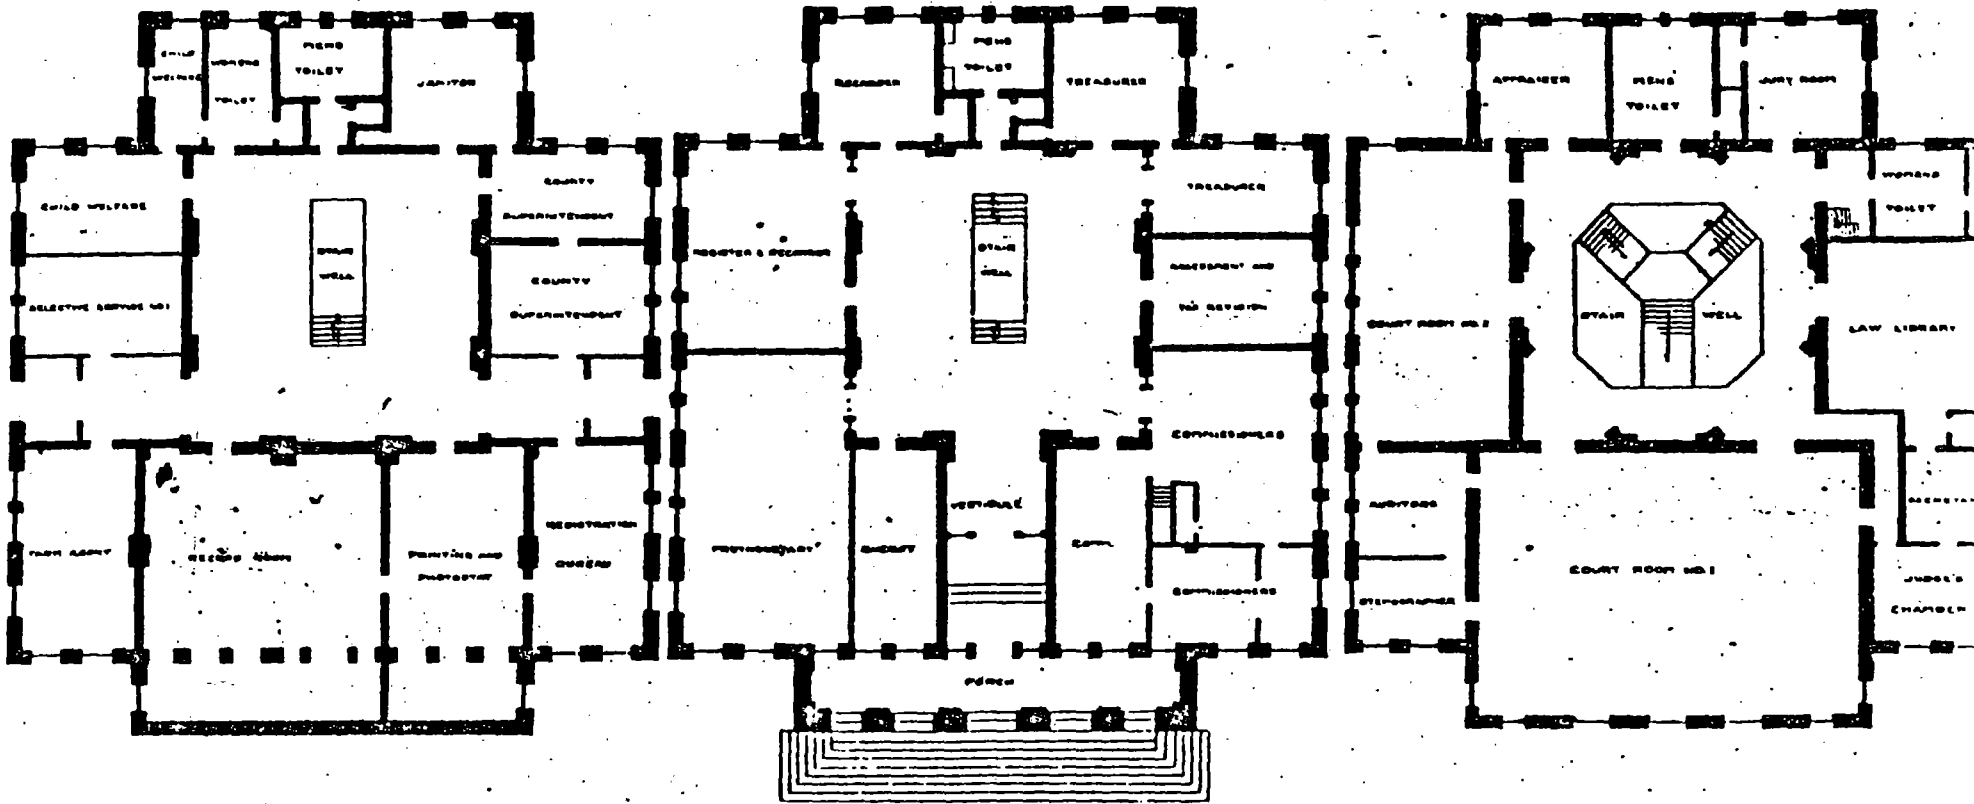 CHILD
WELFARE
WOMENS
TOILET
MENS
TOILET
JANITOR
CHILD WELFARE
SELECTIVE SERVICE NO.1
STAIR
WELL
COUNTY
SUPERINTENDENT
COUNTY
SUPERINTENDENT
FARM AGENT
RECORD ROOM
PRINTING AND
PHOTOSTAT
REGISTRATION
BUREAU
RECORDER
MENS
TOILET
TREASURER
REGISTER & RECORDER
STAIR
WELL
TREASURER
ASSESSMENT AND
TAX REVISION
COMMISSIONERS
VESTIBULE
PROTHONOTARY
SHERIFF
COMM.
COMMISSIONERS
PORCH
APPRAISER
MENS
TOILET
JURY ROOM
WOMENS
TOILET
COURT ROOM NO.2
STAIR WELL
LAW LIBRARY
AUDITORS
STENOGRAPHER
COURT ROOM NO.1
JUDGE'S
CHAMBER